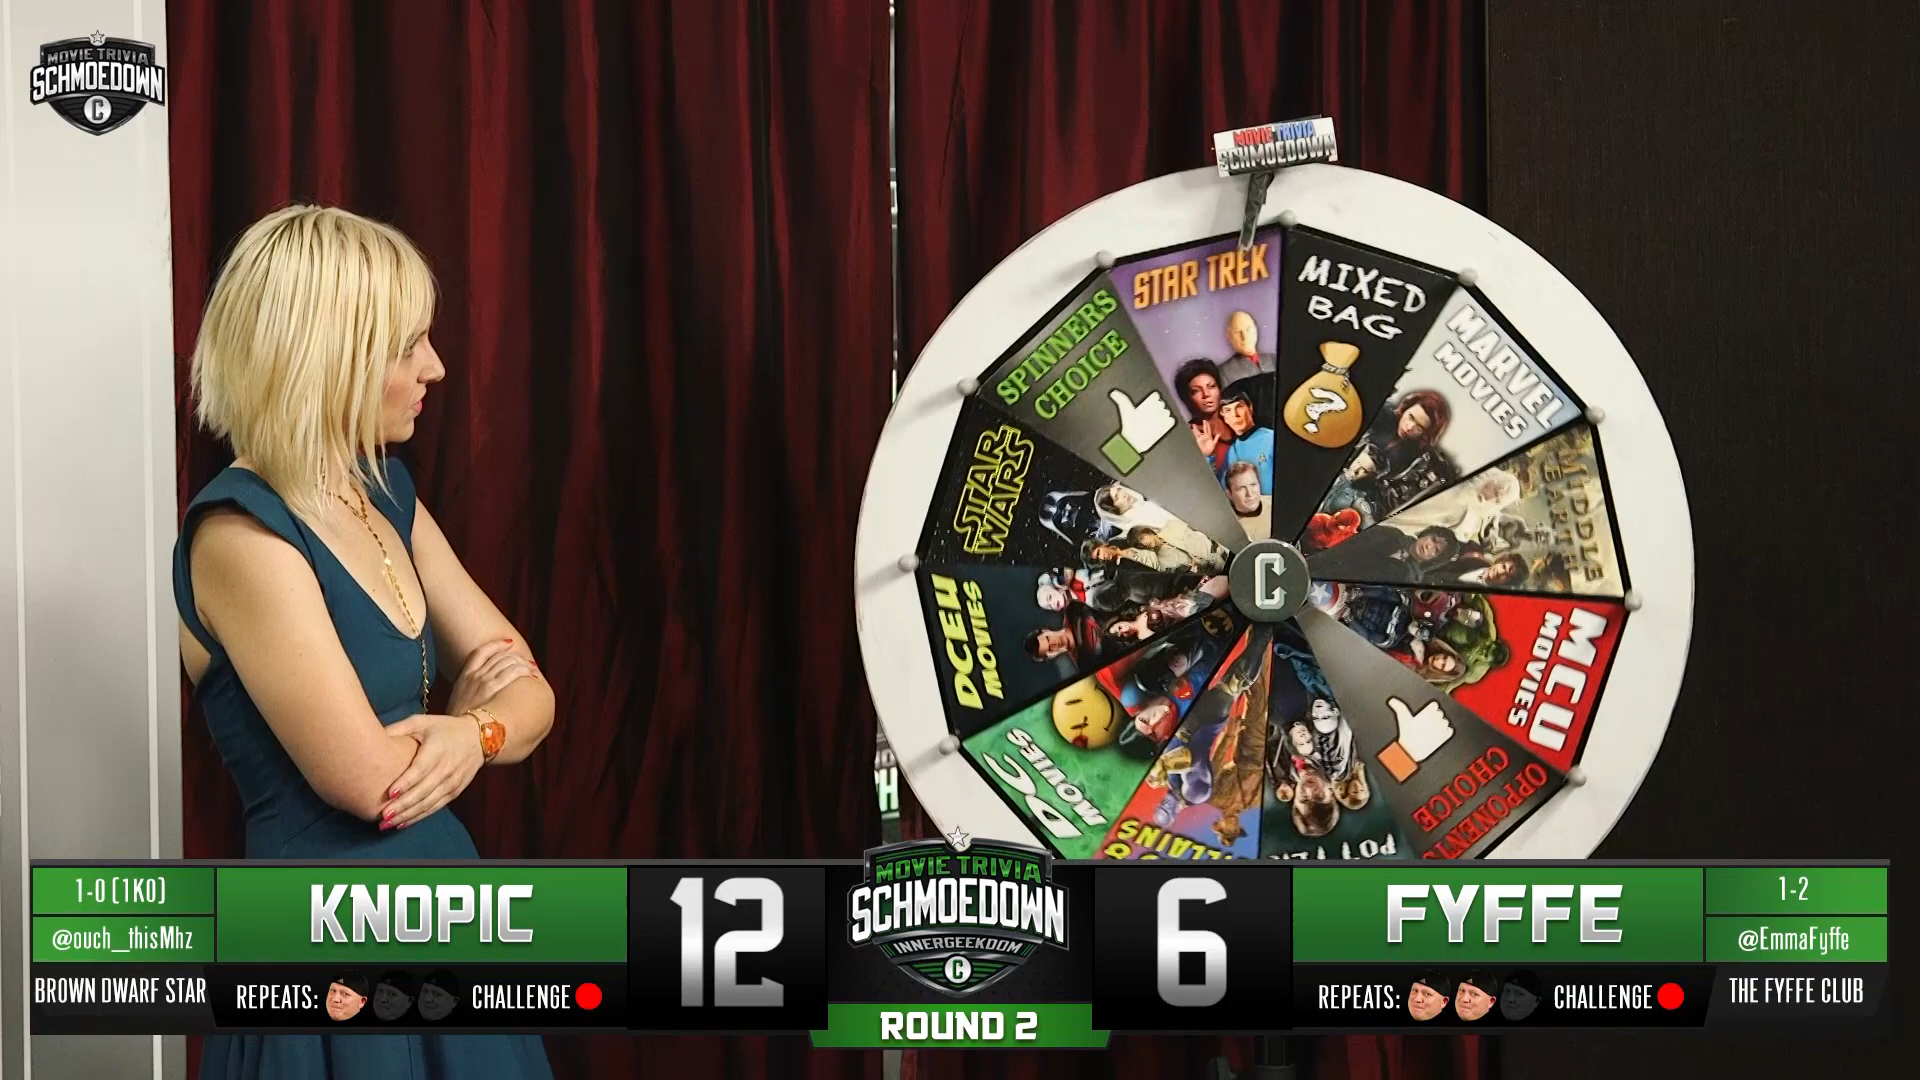 MOVIE TRIVIA
SCHMOEDOWN
C
MOVIE TRIVIA
SCHMOEDOWN
STAR TREK
MIXED
BAG
MARVEL
MOVIES
SPINNERS
CHOICE
MIDDLE
EARTH
STAR
WARS
C
DCEU
MOVIES
MCU
MOVIES
DC
MOVIES
OPPONENTS
CHOICE
1-0 (1KO)
@ouch_thisMhz
BROWN DWARF STAR
KNOPIC
REPEATS:
CHALLENGE
12
MOVIE TRIVIA
SCHMOEDOWN
INNERGEEKDOM
C
ROUND 2
6
FYFFE
REPEATS:
CHALLENGE
1-2
@EmmaFyffe
THE FYFFE CLUB